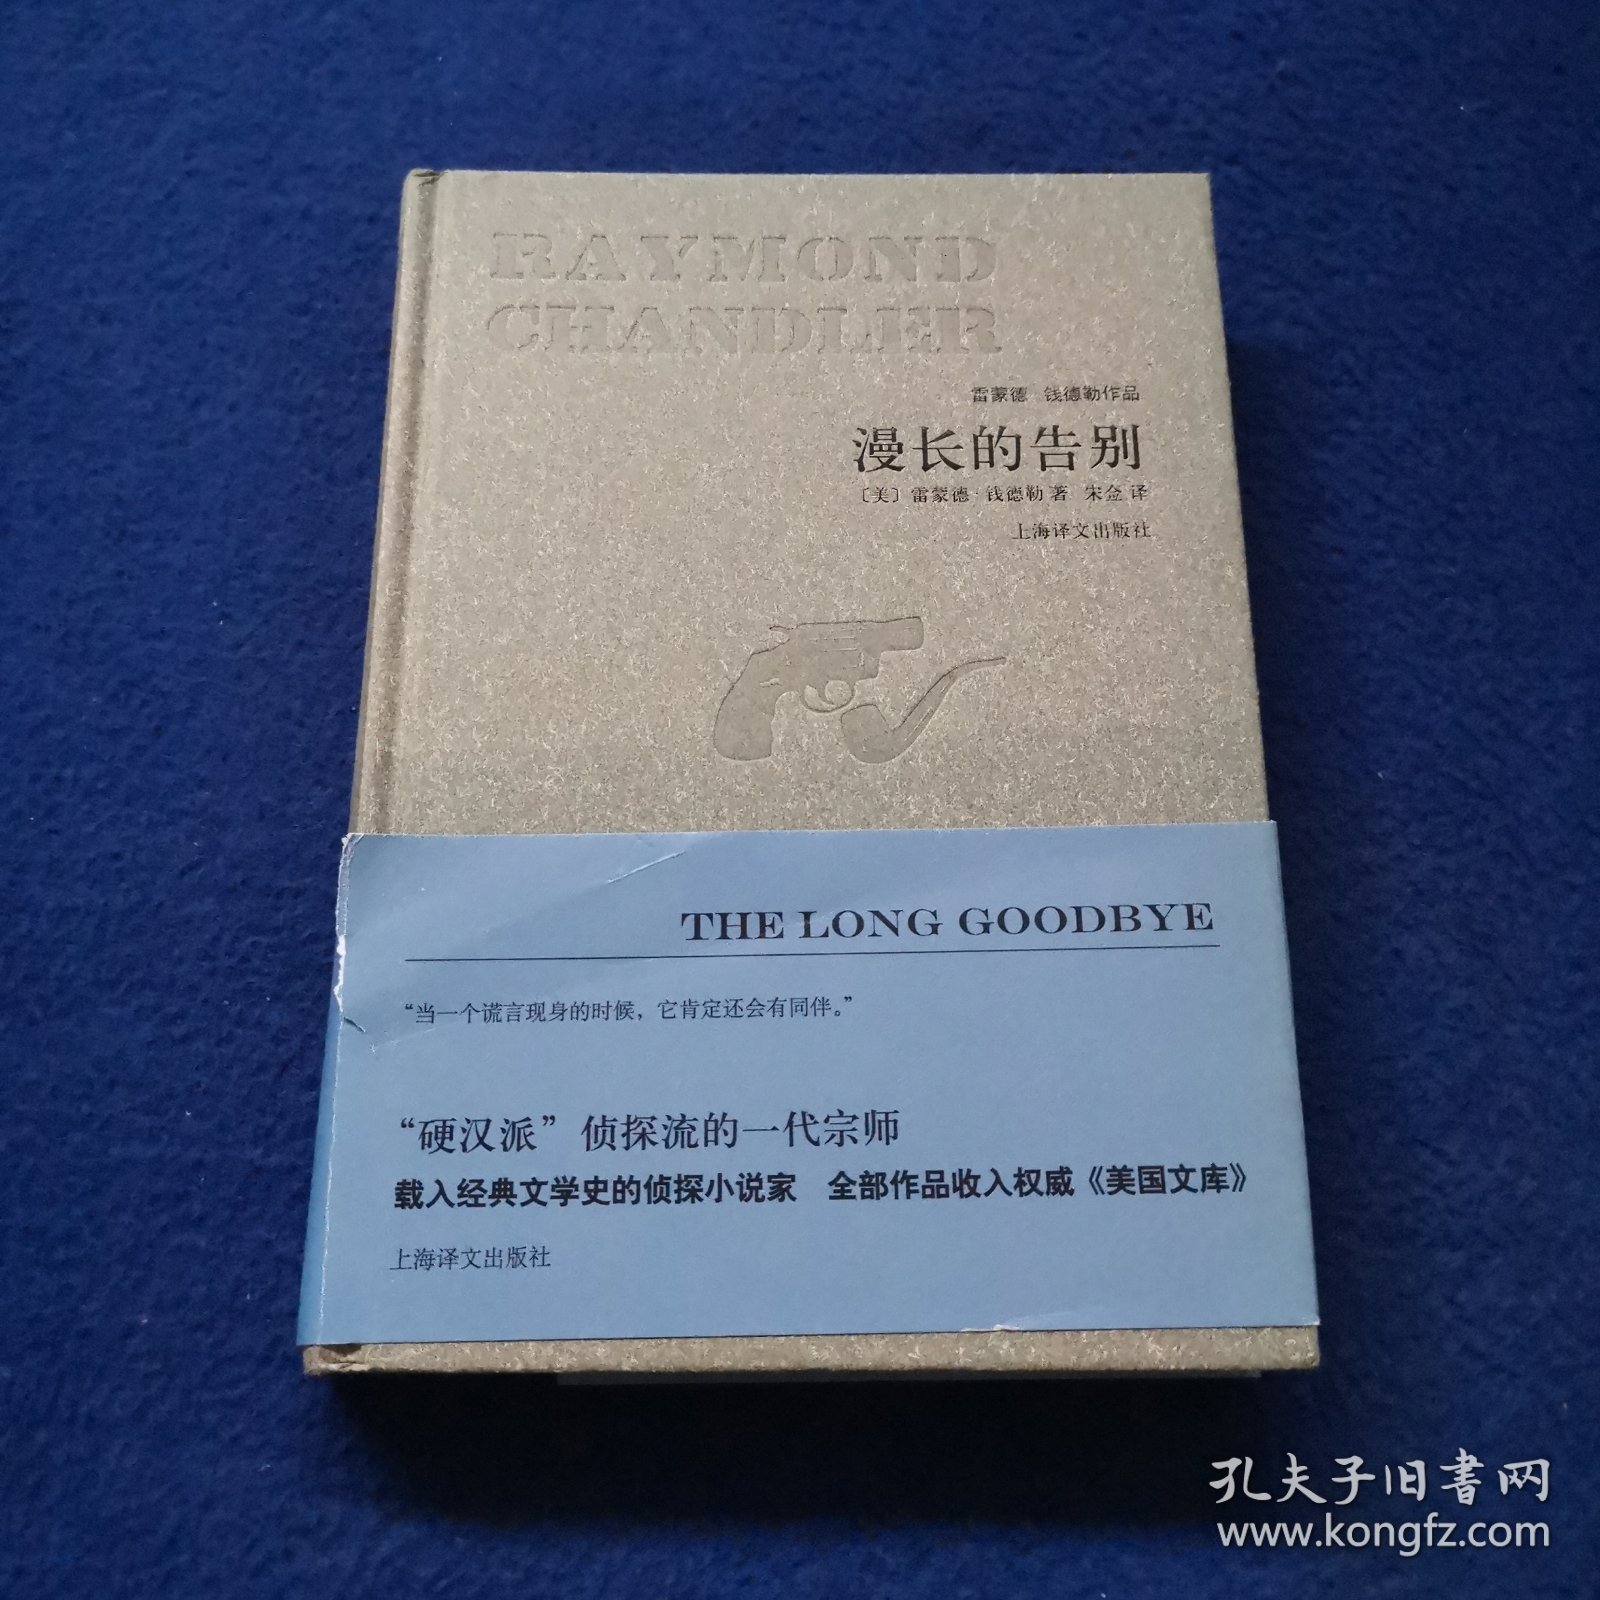 RAYMOND
CHANDLER
雷蒙德 钱德勒作品
漫长的告别
〔美〕雷蒙德·钱德勒 著 宋佥 译
上海译文出版社
THE LONG GOODBYE
“当一个谎言现身的时候，它肯定还会有同伴。”
“硬汉派”侦探流的一代宗师
载入经典文学史的侦探小说家 全部作品收入权威《美国文库》
上海译文出版社
孔夫子旧书网
www.kongfz.com